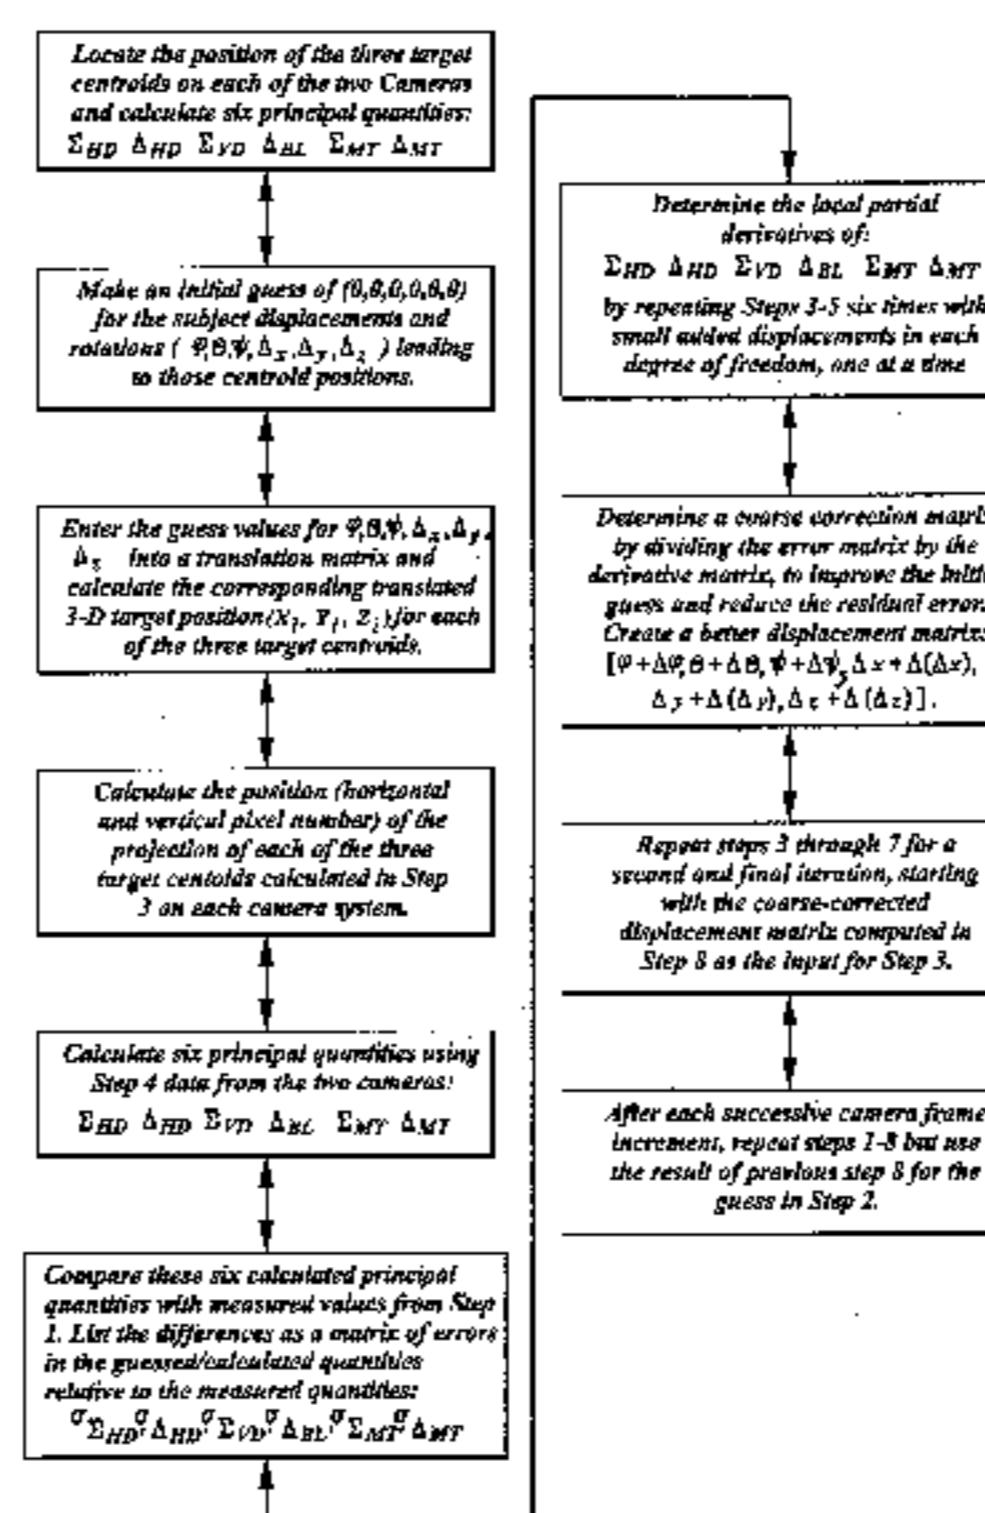 Locate the position of the three target
centroids on each of the two Cameras
and calculate six principal quantities:
Σ_HD Δ_HD Σ_VD Δ_BL Σ_MT Δ_MT
Make an initial guess of (0,0,0,0,0,0)
for the subject displacements and
rotations ( φ,Θ,ψ,Δ_x,Δ_y,Δ_z ) leading
to those centroid positions.
Enter the guess values for φ,Θ,ψ,Δ_x,Δ_y,
Δ_z into a translation matrix and
calculate the corresponding translated
3-D target position(X_i, Y_i, Z_i)for each
of the three target centroids.
Calculate the position (horizontal
and vertical pixel number) of the
projection of each of the three
target centoids calculated in Step
3 on each camera system.
Calculate six principal quantities using
Step 4 data from the two cameras:
Σ_HD Δ_HD Σ_VD Δ_BL Σ_MT Δ_MT
Compare these six calculated principal
quantities with measured values from Step
1. List the differences as a matrix of errors
in the guessed/calculated quantities
relative to the measured quantities:
σΣ_HD, σΔ_HD, σΣ_VD, σΔ_BL, σΣ_MT, σΔ_MT
Determine the local partial
derivatives of:
Σ_HD Δ_HD Σ_VD Δ_BL Σ_MT Δ_MT
by repeating Steps 3-5 six times with
small added displacements in each
degree of freedom, one at a time
Determine a coarse correction matrix
by dividing the error matrix by the
derivative matrix, to improve the initi
guess and reduce the residual error.
Create a better displacement matrix:
[φ+Δφ,Θ+ΔΘ,ψ+Δψ,Δx+Δ(Δx),
Δy+Δ(Δy),Δz+Δ(Δz)].
Repeat steps 3 through 7 for a
second and final iteration, starting
with the coarse-corrected
displacement matrix computed in
Step 8 as the input for Step 3.
After each successive camera frame
increment, repeat steps 1-8 but use
the result of previous step 8 for the
guess in Step 2.